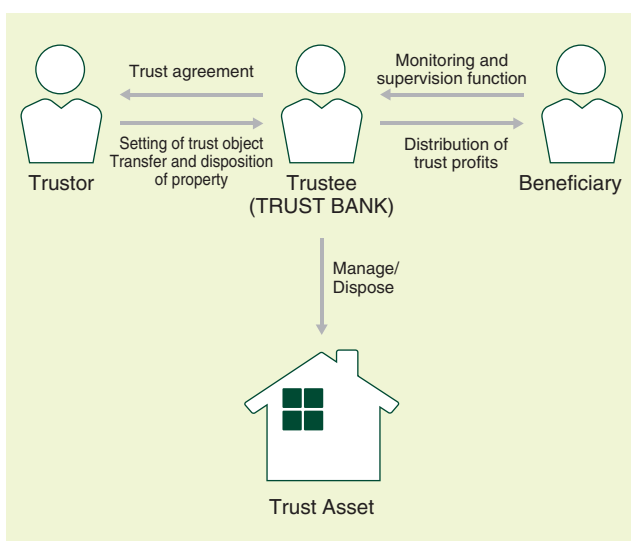 Trust agreement
Setting of trust object
Transfer and disposition
of property
Monitoring and
supervision function
Distribution of
trust profits
Trustor
Trustee
(TRUST BANK)
Beneficiary
Manage/
Dispose
Trust Asset